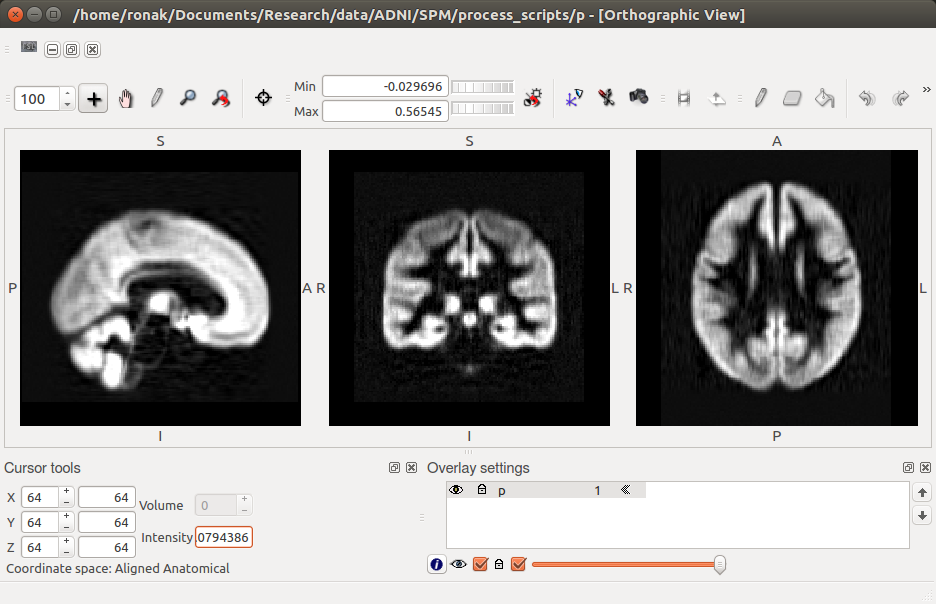 /home/ronak/Documents/Research/data/ADNI/SPM/process_scripts/p - [Orthographic View]
100 Min -0.029696
Max 0.56545
S S A
P A R L R L
I I P
Cursor tools Overlay settings
X 64 64 Volume 0 p 1
Y 64 64
Z 64 64 Intensity .0794386
Coordinate space: Aligned Anatomical